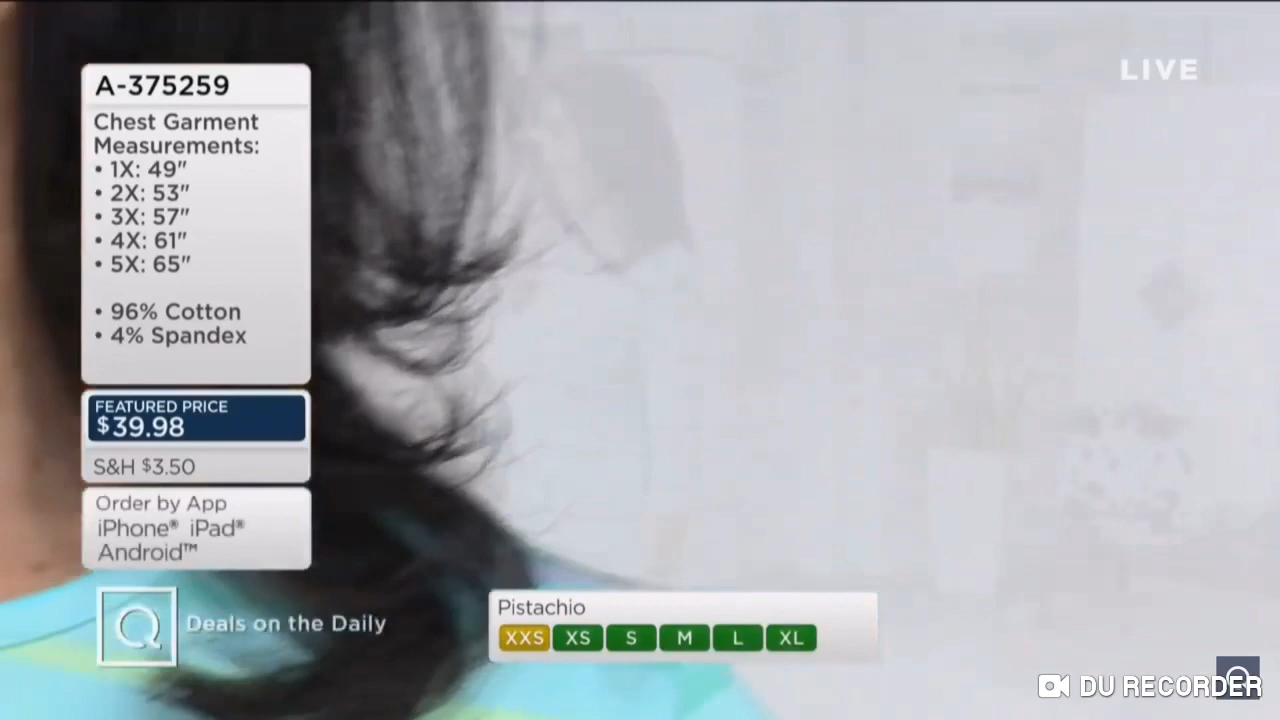 A-375259
Chest Garment
Measurements:
• 1X: 49"
• 2X: 53"
• 3X: 57"
• 4X: 61"
• 5X: 65"
• 96% Cotton
• 4% Spandex
FEATURED PRICE
$39.98
S&H $3.50
Order by App
iPhone® iPad®
Android™
Deals on the Daily
LIVE
Pistachio
XXS XS S M L XL
DU RECORDER